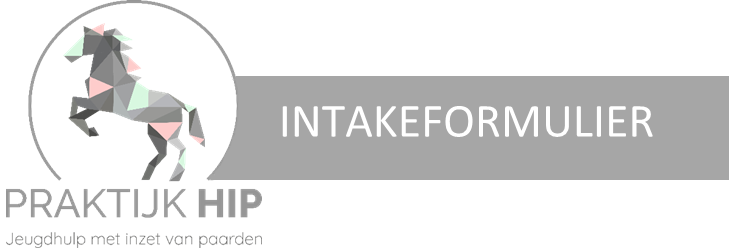 INTAKEFORMULIER
PRAKTIJK HIP
Jeugdhulp met inzet van paarden